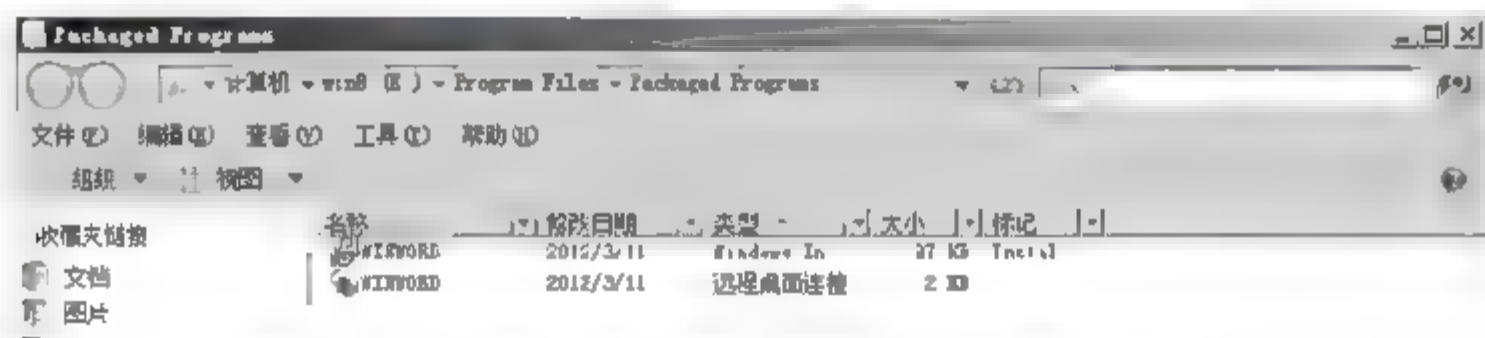 Packaged Programs
计算机 win8 (E) Program Files Packaged Programs
文件(F) 编辑(E) 查看(V) 工具(T) 帮助(H)
组织 视图
收藏夹链接
名称 修改日期 类型 大小 标记
WINWORD 2012/3/11 Windows In 37 KB Instal
文档
WINWORD 2012/3/11 远程桌面连接 2 KB
图片